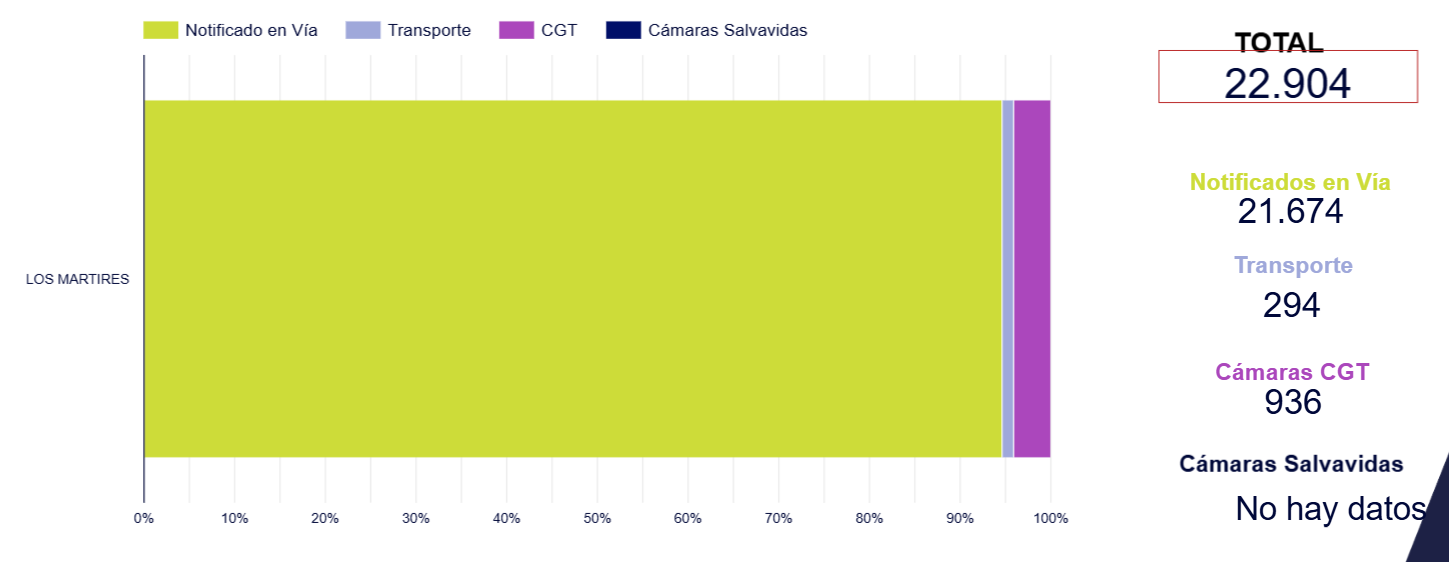 Notificado en Vía
Transporte
CGT
Cámaras Salvavidas
LOS MARTIRES
0%
10%
20%
30%
40%
50%
60%
70%
80%
90%
100%
TOTAL
22.904
Notificados en Vía
21.674
Transporte
294
Cámaras CGT
936
Cámaras Salvavidas
No hay datos